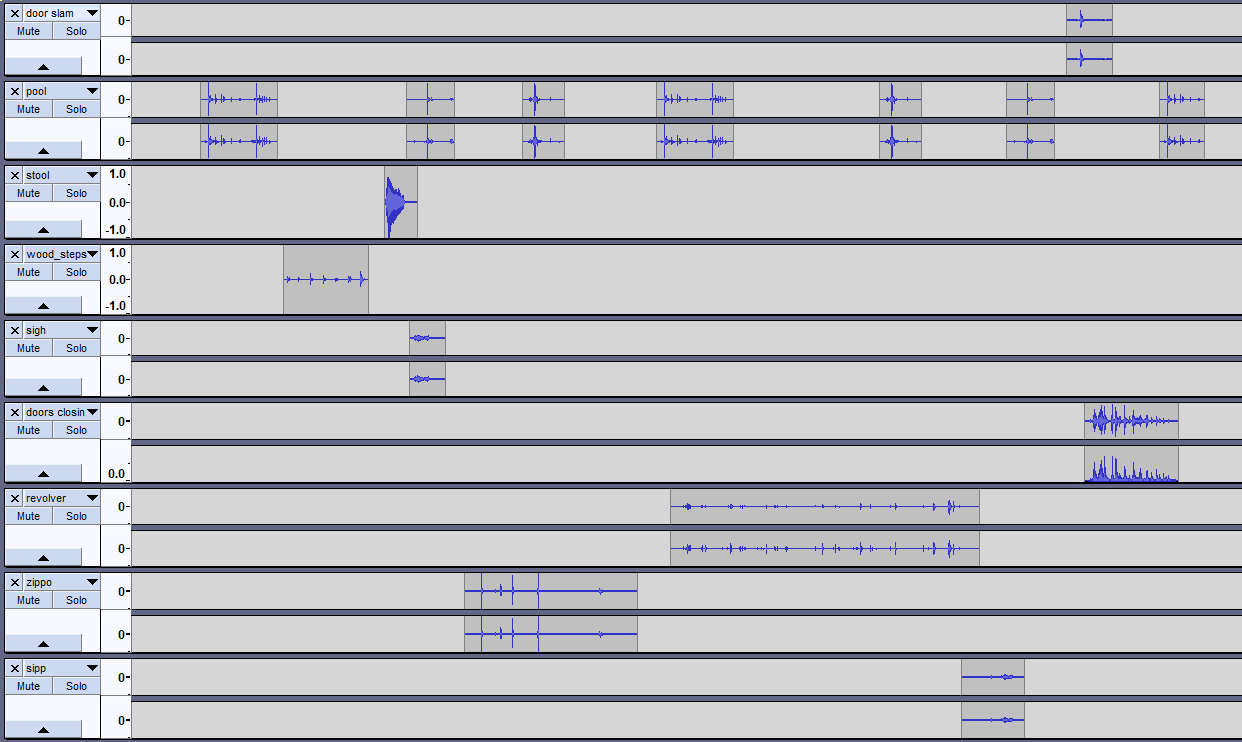 door slam
0-
Mute Solo
0-
pool
0-
Mute Solo
0-
stool
1.0
Mute Solo
0.0-
-1.0
wood_steps
1.0
Mute Solo
0.0-
-1.0
sigh
0-
Mute Solo
0-
doors closin
0-
Mute Solo
0.0
revolver
0-
Mute Solo
0-
zippo
0-
Mute Solo
0-
sipp
0-
Mute Solo
0-